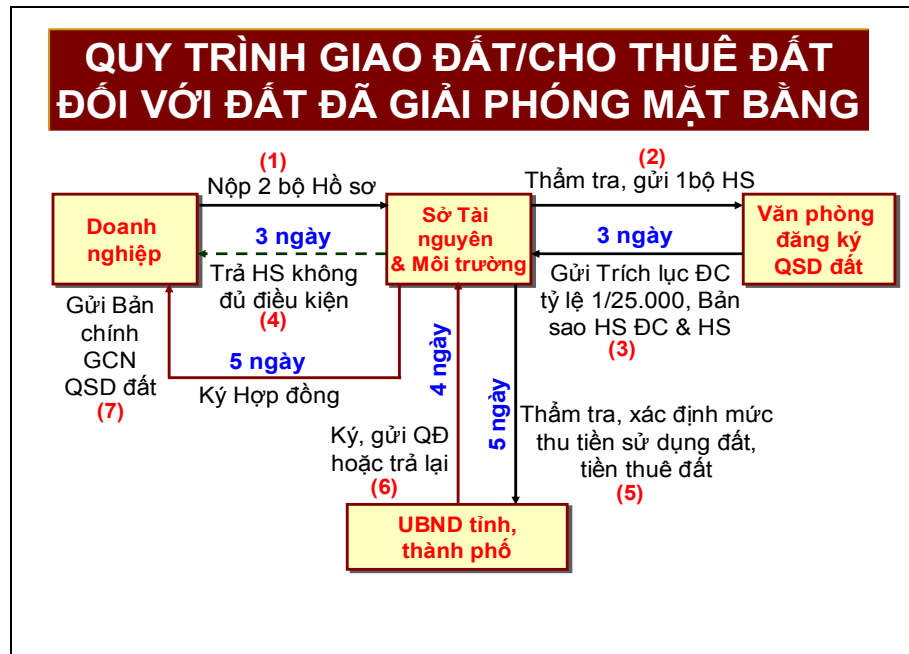 QUY TRÌNH GIAO ĐẤT/CHO THUÊ ĐẤT
ĐỐI VỚI ĐẤT ĐÃ GIẢI PHÓNG MẶT BẰNG
(1)
Nộp 2 bộ Hồ sơ
(2)
Thẩm tra, gửi 1bộ HS
Doanh
nghiệp
Sở Tài
nguyên
& Môi trường
Văn phòng
đăng ký
QSD đất
3 ngày
Trả HS không
đủ điều kiện
(4)
3 ngày
Gửi Trích lục ĐC
tỷ lệ 1/25.000, Bản
sao HS ĐC & HS
(3)
Gửi Bản
chính
GCN
QSD đất
(7)
5 ngày
Ký Hợp đồng
4 ngày
5 ngày
Ký, gửi QĐ
hoặc trả lại
(6)
Thẩm tra, xác định mức
thu tiền sử dụng đất,
tiền thuê đất
(5)
UBND tỉnh,
thành phố